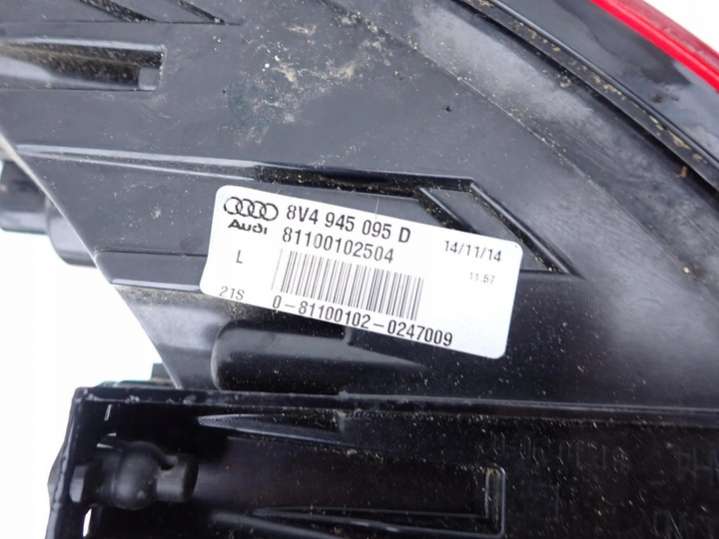 8V4 945 095 D 14/11/14
Audi 81100102504
L 11:57
21S 0-81100102-0247009